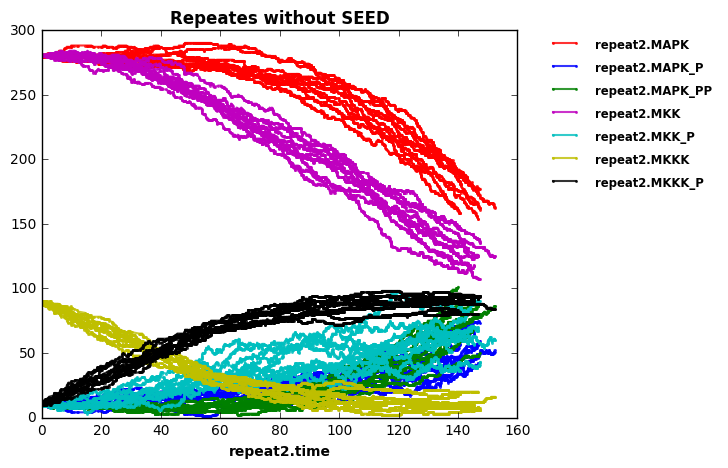 Repeates without SEED
300
250
200
150
100
50
0
0 20 40 60 80 100 120 140 160
repeat2.time
repeat2.MAPK
repeat2.MAPK_P
repeat2.MAPK_PP
repeat2.MKK
repeat2.MKK_P
repeat2.MKKK
repeat2.MKKK_P